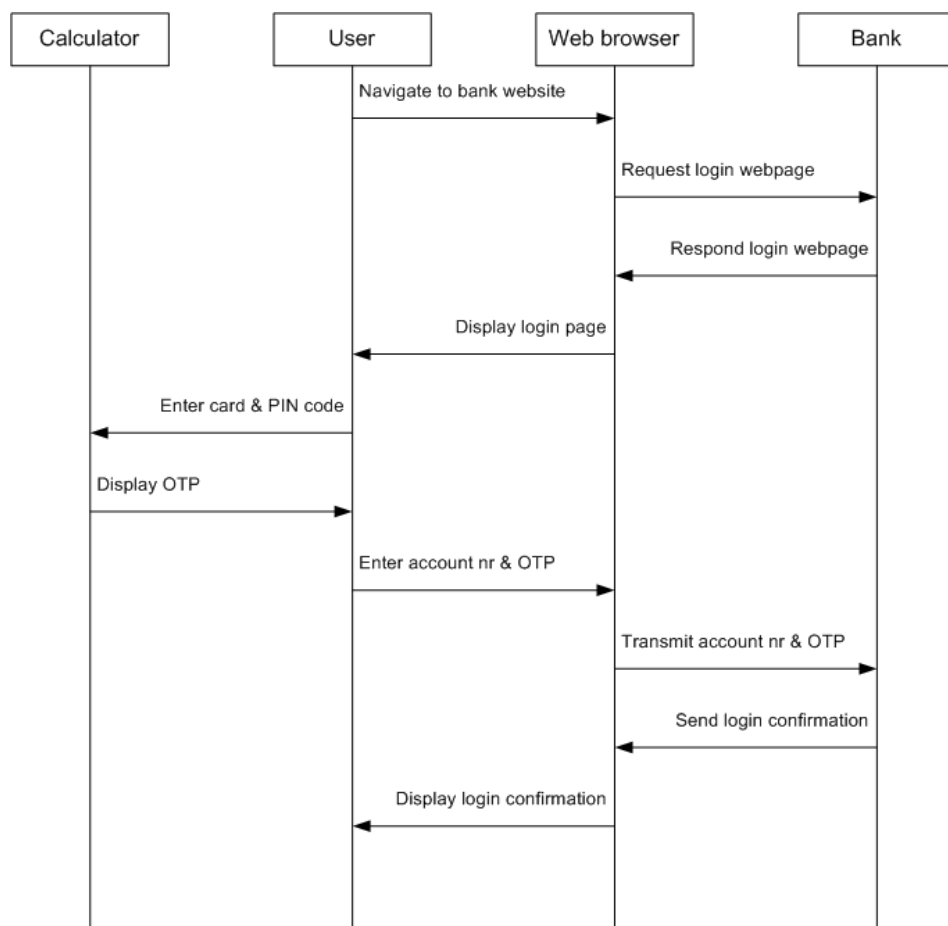 Calculator
User
Web browser
Bank
Navigate to bank website
Request login webpage
Respond login webpage
Display login page
Enter card & PIN code
Display OTP
Enter account nr & OTP
Transmit account nr & OTP
Send login confirmation
Display login confirmation